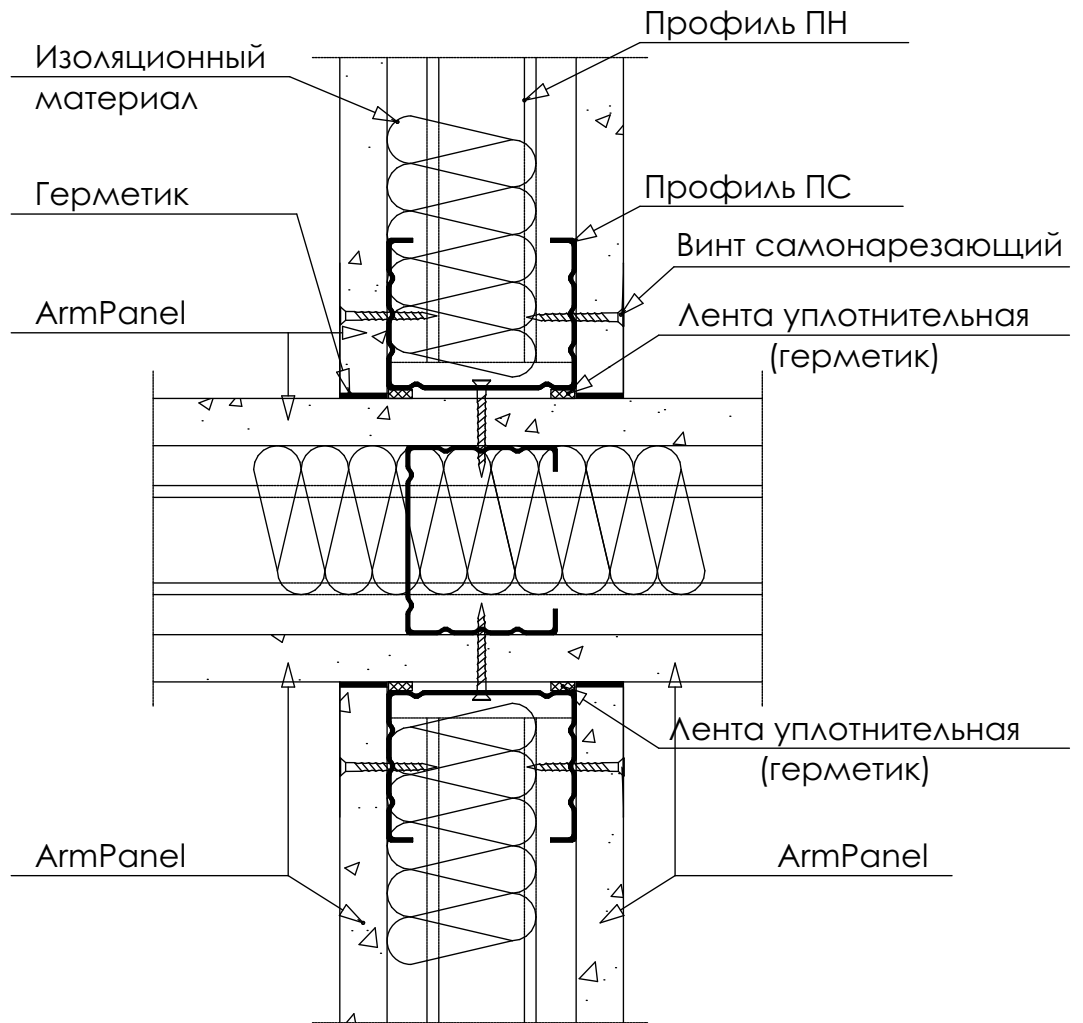 Профиль ПН
Изоляционный
материал
Герметик
Профиль ПС
Винт самонарезающий
ArmPanel
Лента уплотнительная
(герметик)
Лента уплотнительная
(герметик)
ArmPanel
ArmPanel